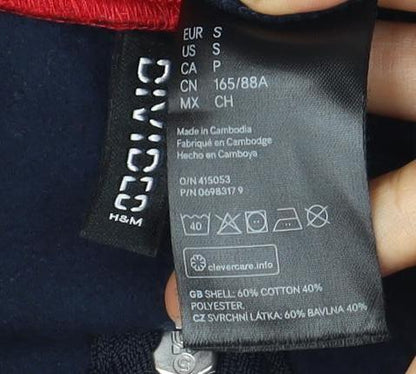 DIVIDED
H&M
EUR S
US S
CA P
CN 165/88A
MX CH
Made in Cambodia
Fabriqué en Cambodge
Hecho en Camboya
O/N 415053
P/N 0698317 9
40
clevercare.info
GB SHELL: 60% COTTON 40%
POLYESTER.
CZ SVRCHNÍ LÁTKA: 60% BAVLNA 40%